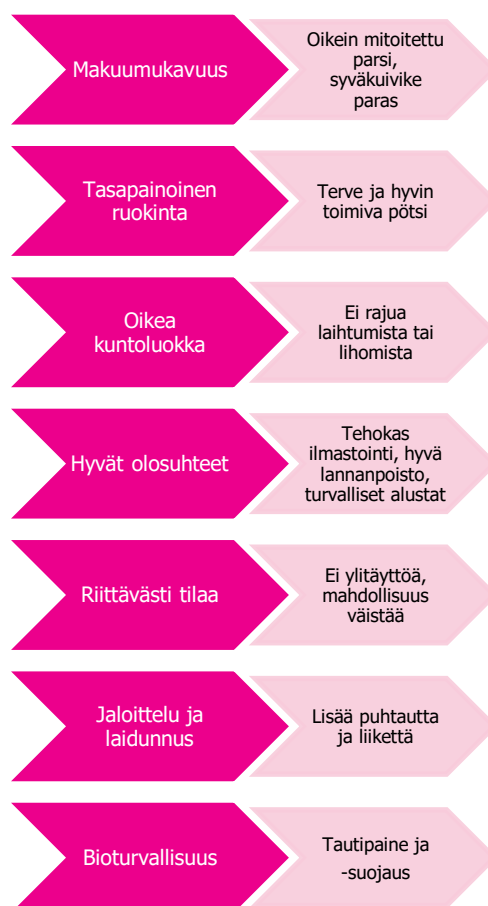 Makuumukavuus
Oikein mitoitettu
parsi,
syväkuivike
paras
Tasapainoinen
ruokinta
Terve ja hyvin
toimiva pötsi
Oikea
kuntoluokka
Ei rajua
laihtumista tai
lihomista
Hyvät olosuhteet
Tehokas
ilmastointi, hyvä
lannanpoisto,
turvalliset alustat
Riittävästi tilaa
Ei ylitäyttöä,
mahdollisuus
väistää
Jaloittelu ja
laidunnus
Lisää puhtautta
ja liikettä
Bioturvallisuus
Tautipaine ja
-suojaus